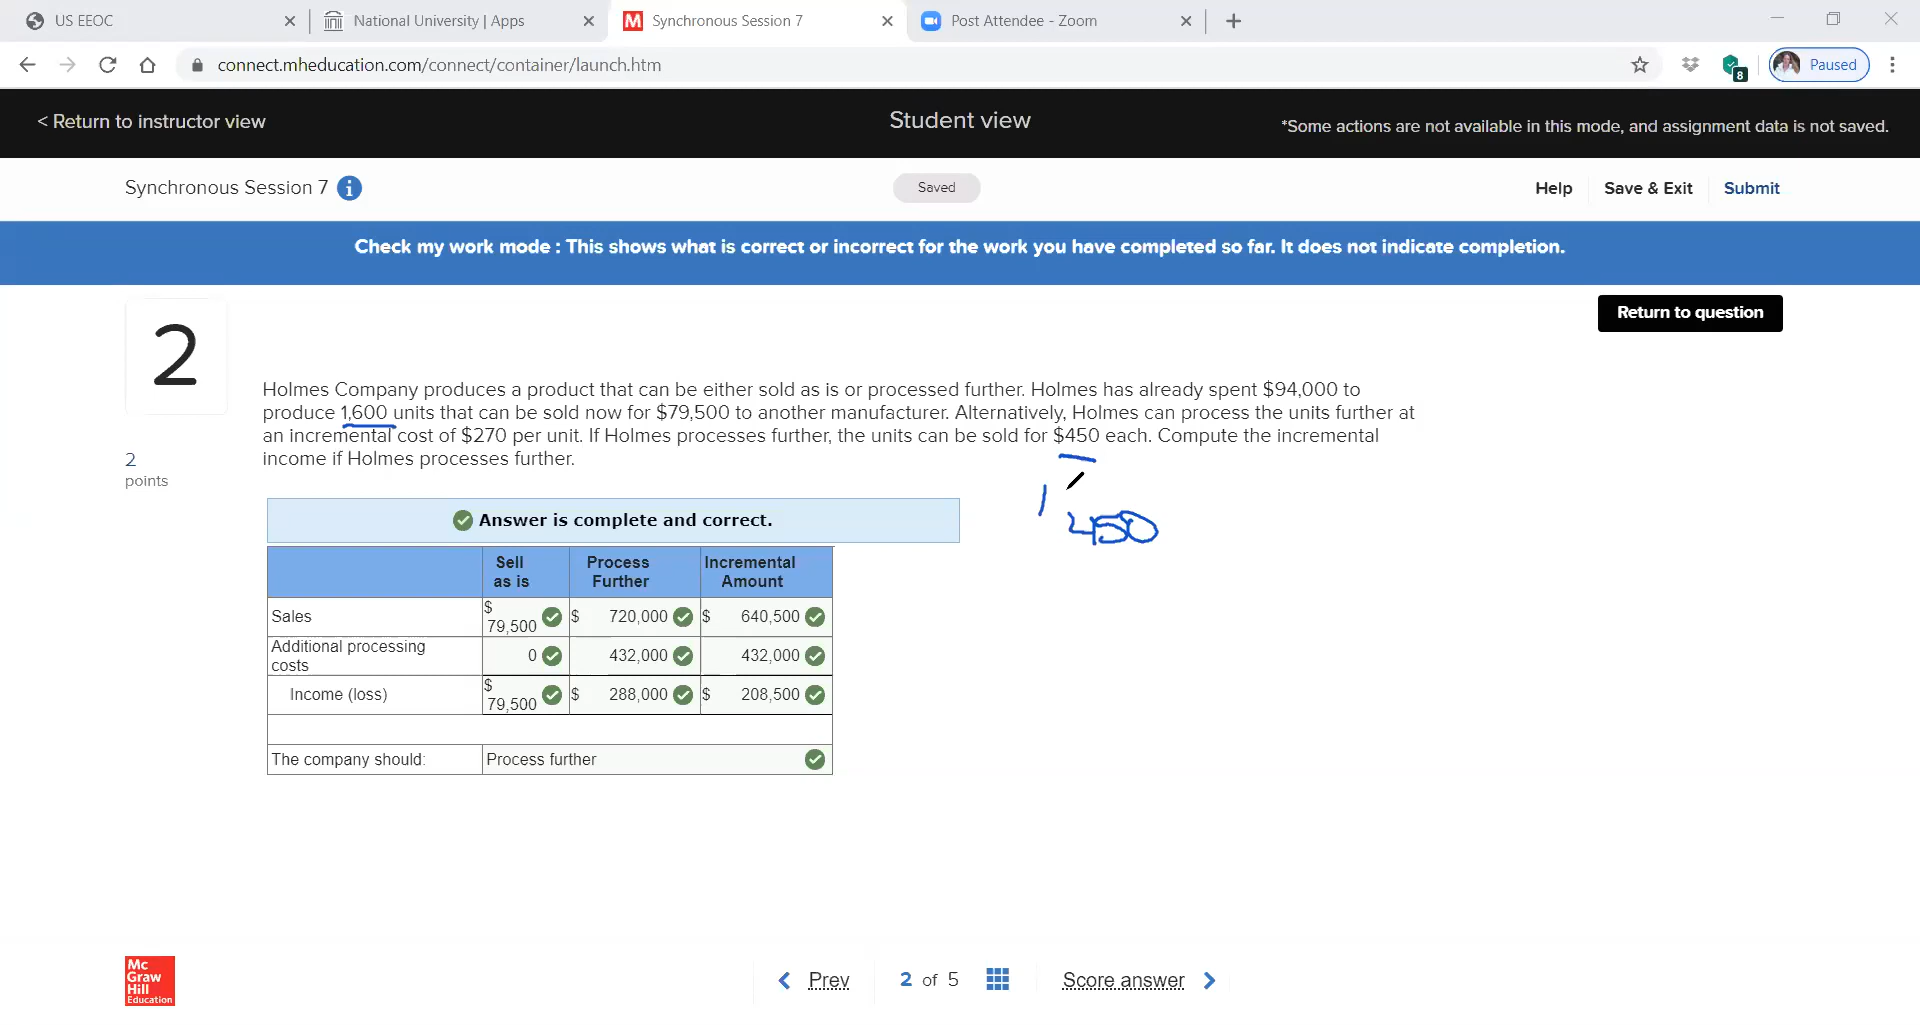 US EEOC
National University | Apps
Synchronous Session 7
Post Attendee - Zoom
connect.mheducation.com/connect/container/launch.htm
8
Paused
< Return to instructor view
Student view
*Some actions are not available in this mode, and assignment data is not saved.
Synchronous Session 7 i
Saved
Help
Save & Exit
Submit
Check my work mode : This shows what is correct or incorrect for the work you have completed so far. It does not indicate completion.
2
Return to question
Holmes Company produces a product that can be either sold as is or processed further. Holmes has already spent $94,000 to
produce 1,600 units that can be sold now for $79,500 to another manufacturer. Alternatively, Holmes can process the units further at
an incremental cost of $270 per unit. If Holmes processes further, the units can be sold for $450 each. Compute the incremental
income if Holmes processes further.
2
points
1
450
Answer is complete and correct.
Sell as is Process Further Incremental Amount
Sales $ 79,500 $ 720,000 $ 640,500
Additional processing costs 0 432,000 432,000
Income (loss) $ 79,500 $ 288,000 $ 208,500
The company should: Process further
Mc
Graw
Hill
Education
Prev
2 of 5
Score answer